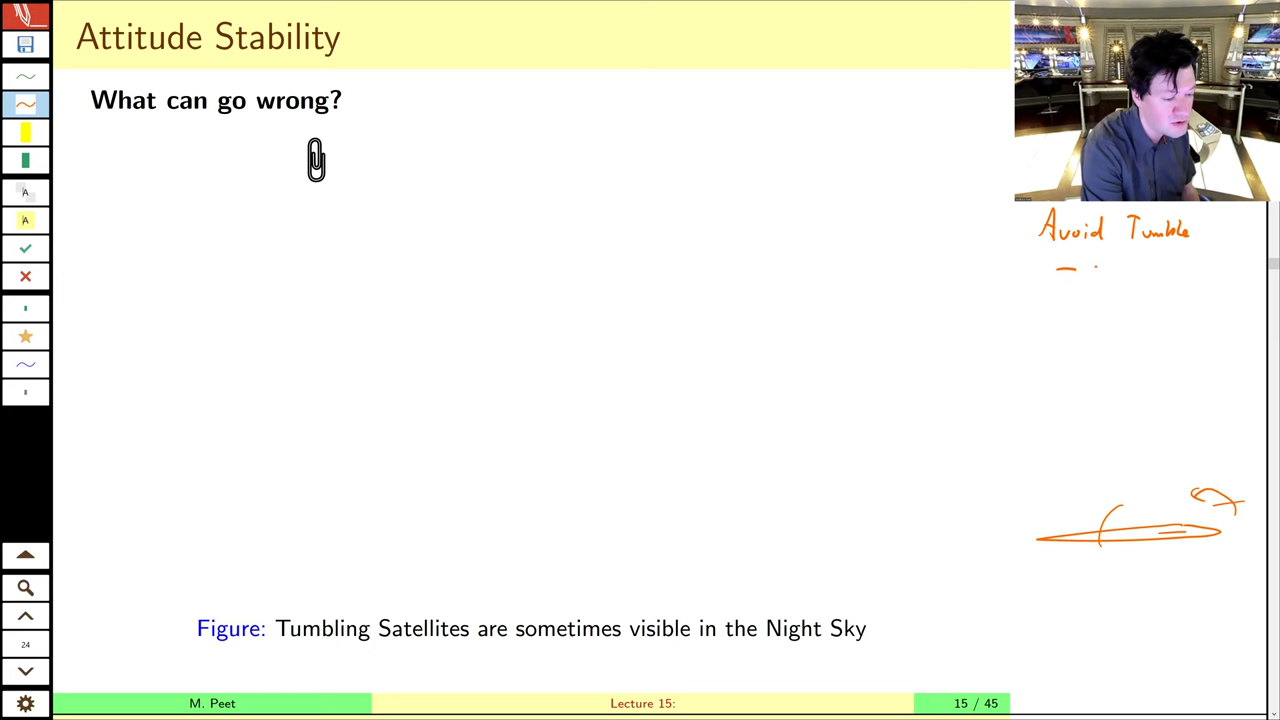 Attitude Stability
What can go wrong?
Avoid Tumble
A
A
24
Figure: Tumbling Satellites are sometimes visible in the Night Sky
M. Peet
Lecture 15:
15 / 45